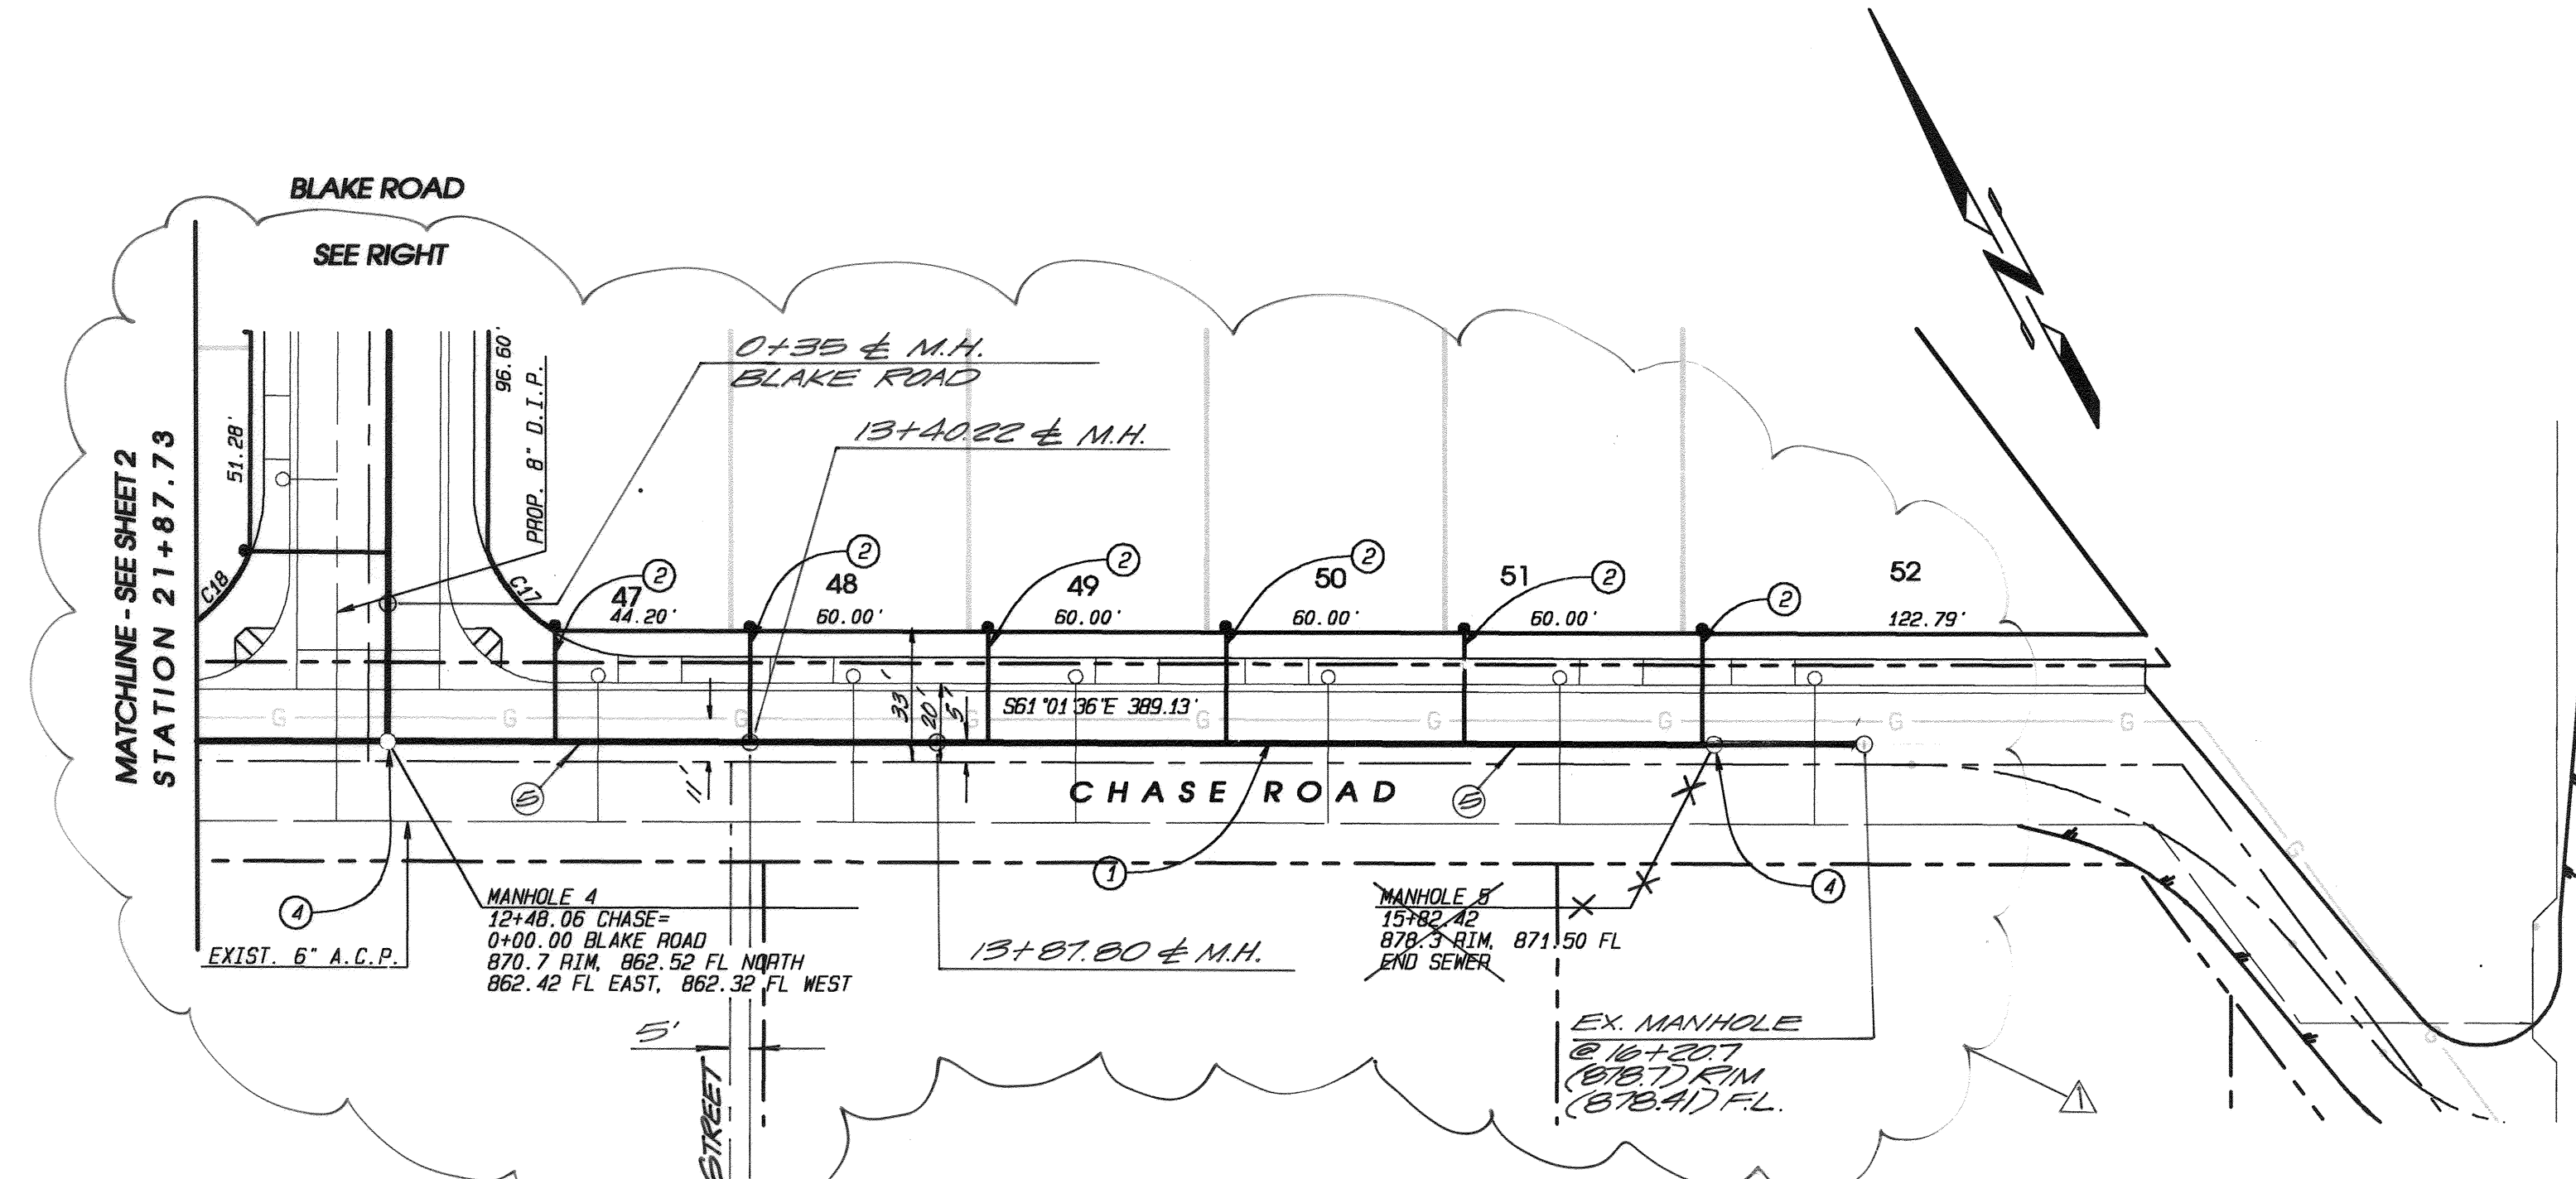 BLAKE ROAD
SEE RIGHT
MATCHLINE - SEE SHEET 2
STATION 21+87.73
51.28'
96.60'
PROP. 8" D.I.P.
C18
C17
0+35 ℄ M.H.
BLAKE ROAD
13+40.22 ℄ M.H.
2
2
2
2
2
2
47
44.20'
48
60.00'
49
60.00'
50
60.00'
51
60.00'
52
122.79'
33'
20'
5'
11'
S61°01'36"E 389.13'
G G G G G G G G G
G
G
CHASE ROAD
5
5
1
4
4
EXIST. 6" A.C.P.
MANHOLE 4
12+48.06 CHASE=
0+00.00 BLAKE ROAD
870.7 RIM, 862.52 FL NORTH
862.42 FL EAST, 862.32 FL WEST
13+87.80 ℄ M.H.
MANHOLE 5
15+82.42
878.3 RIM, 871.50 FL
END SEWER
EX. MANHOLE
@ 16+20.7
(878.7) RIM
(878.41) F.L.
5'
STREET
1
N